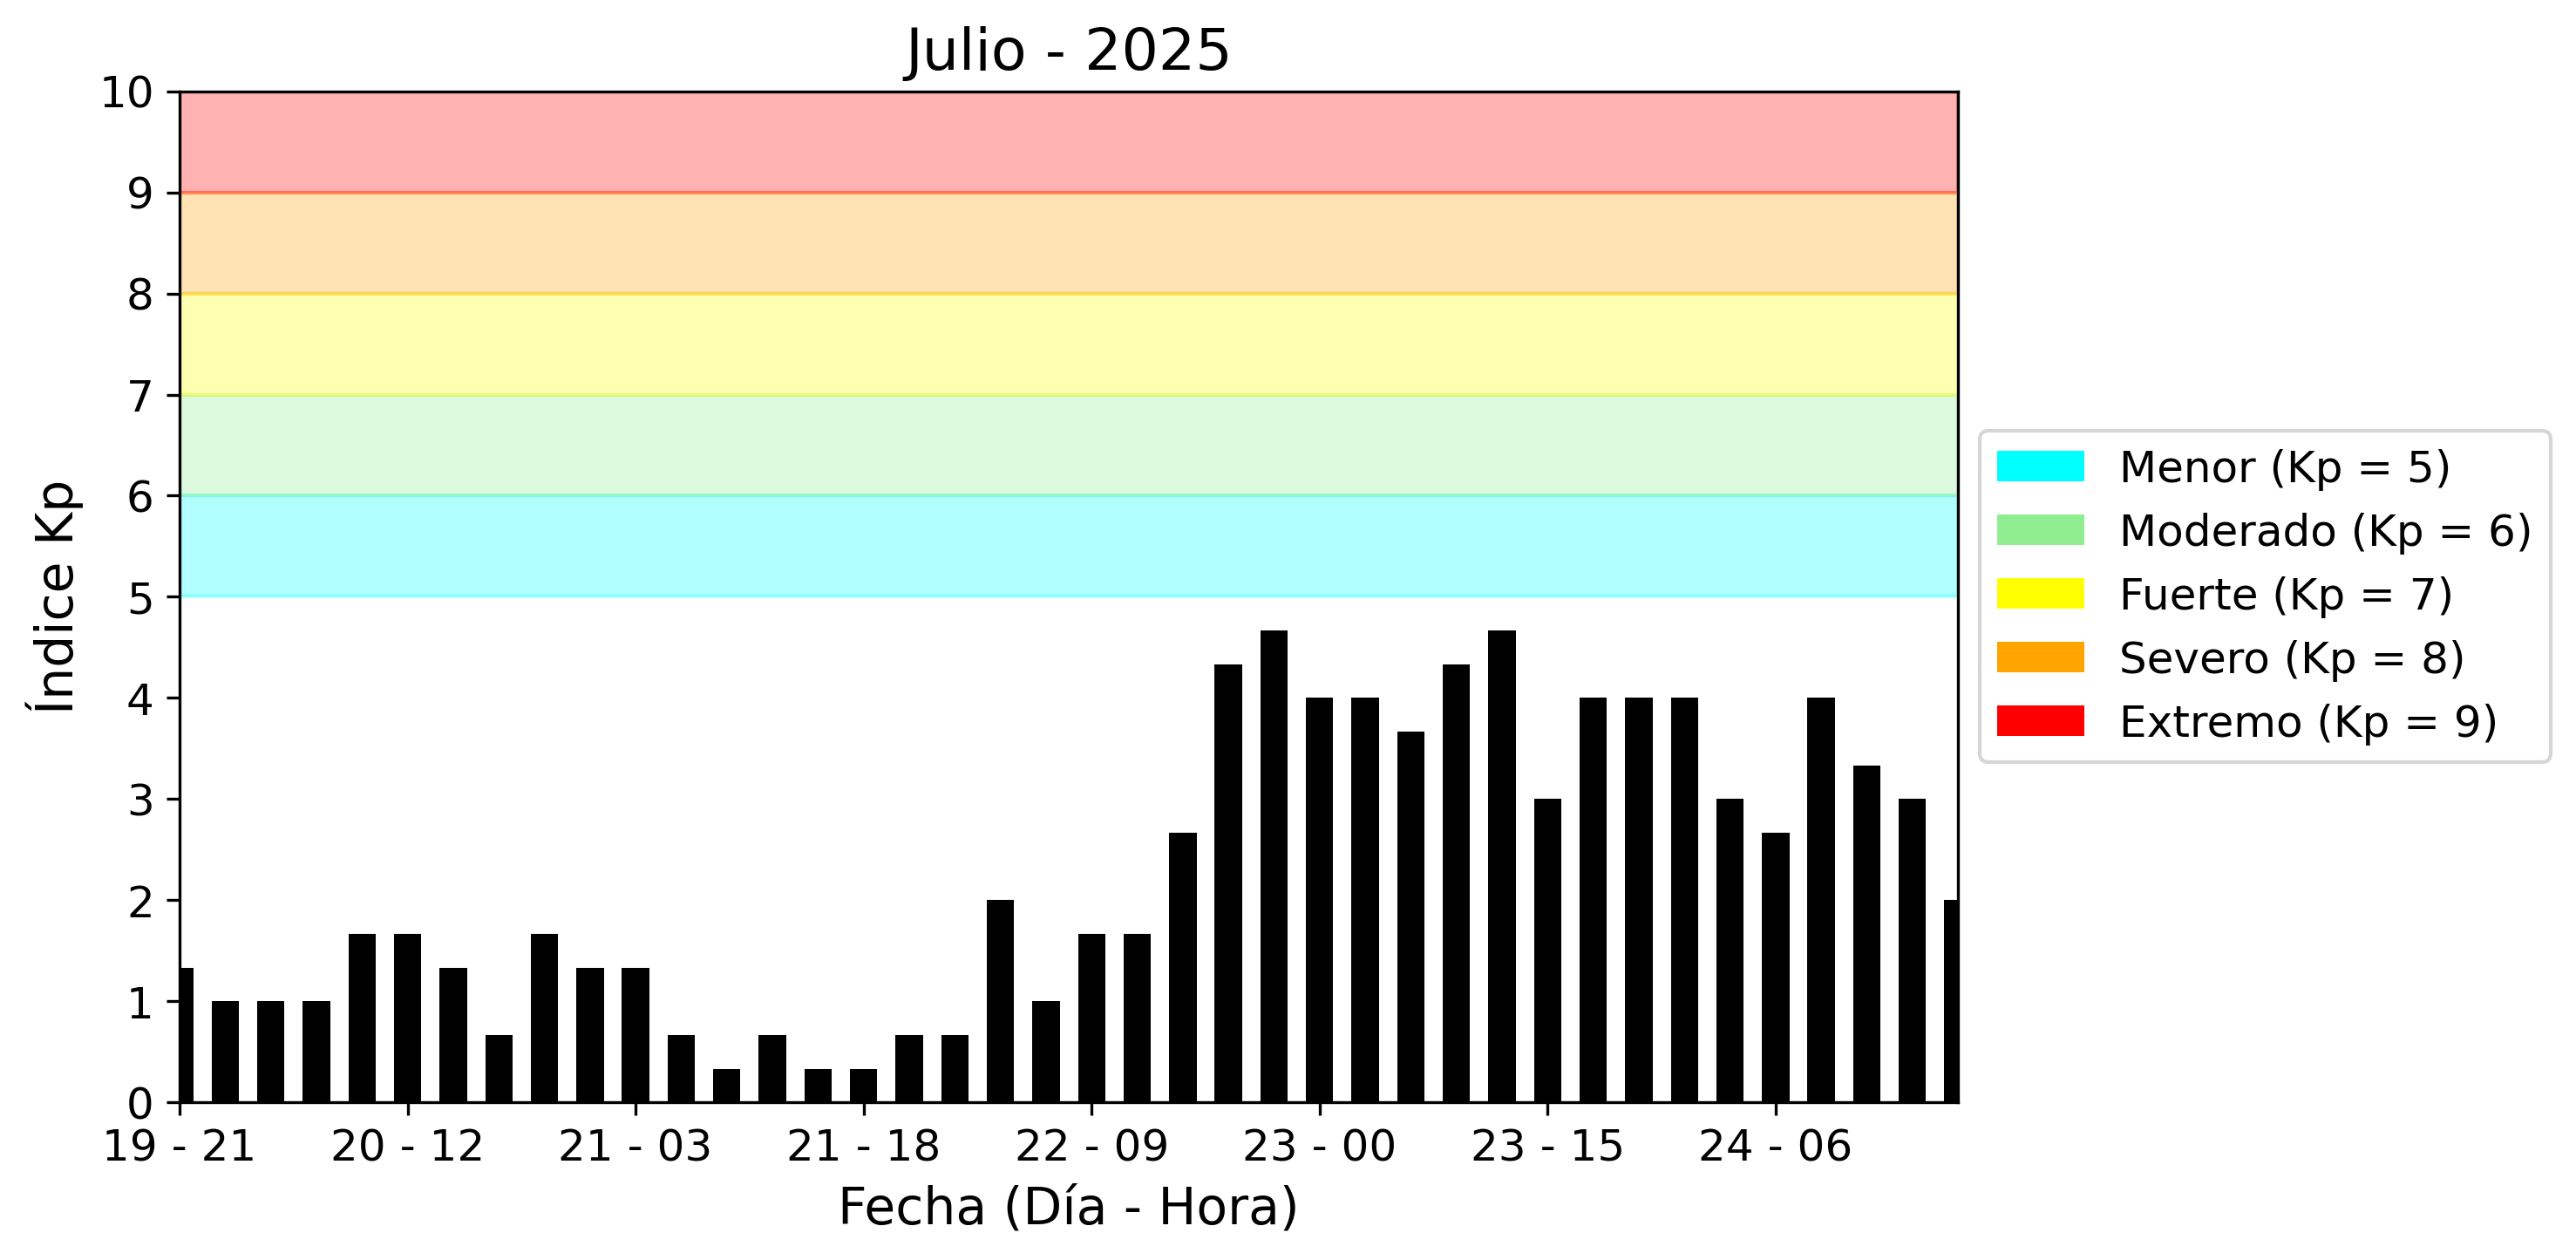 Julio - 2025
10
9
8
7
6
5
4
3
2
1
0
Índice Kp
19 - 21
20 - 12
21 - 03
21 - 18
22 - 09
23 - 00
23 - 15
24 - 06
Fecha (Día - Hora)
Menor (Kp = 5)
Moderado (Kp = 6)
Fuerte (Kp = 7)
Severo (Kp = 8)
Extremo (Kp = 9)